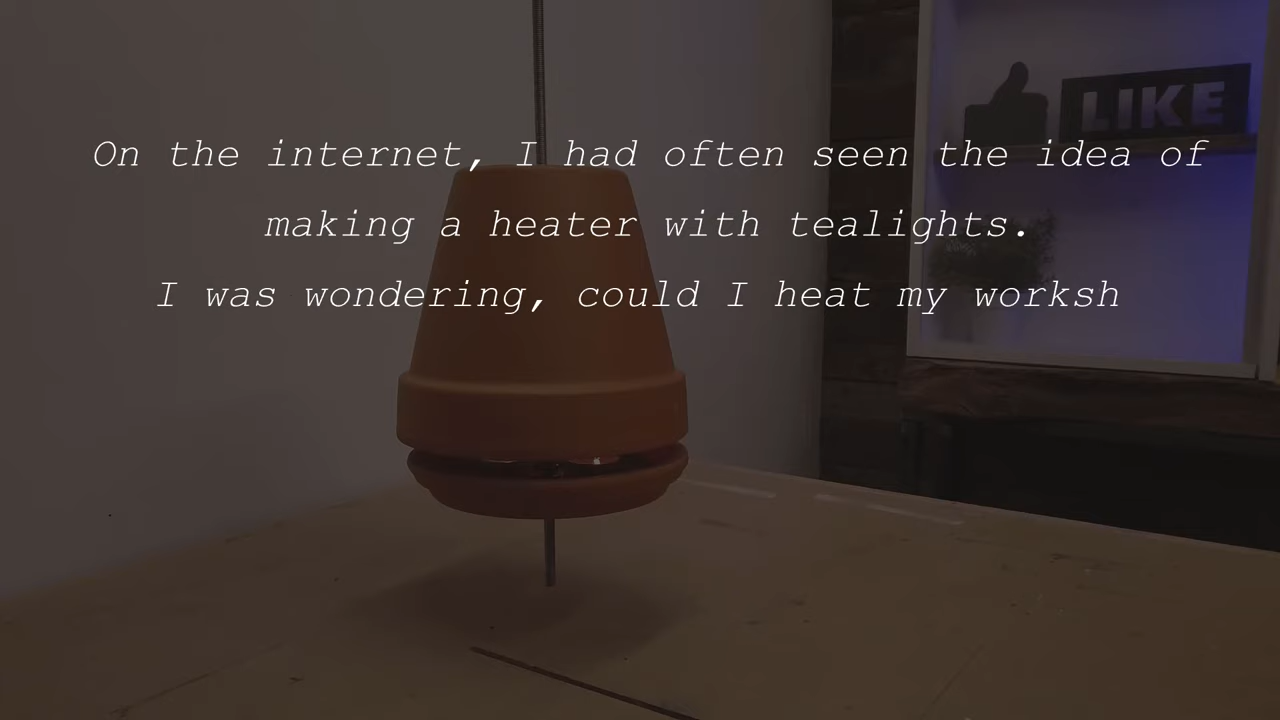 LIKE
On the internet, I had often seen the idea of
making a heater with tealights.
I was wondering, could I heat my worksh